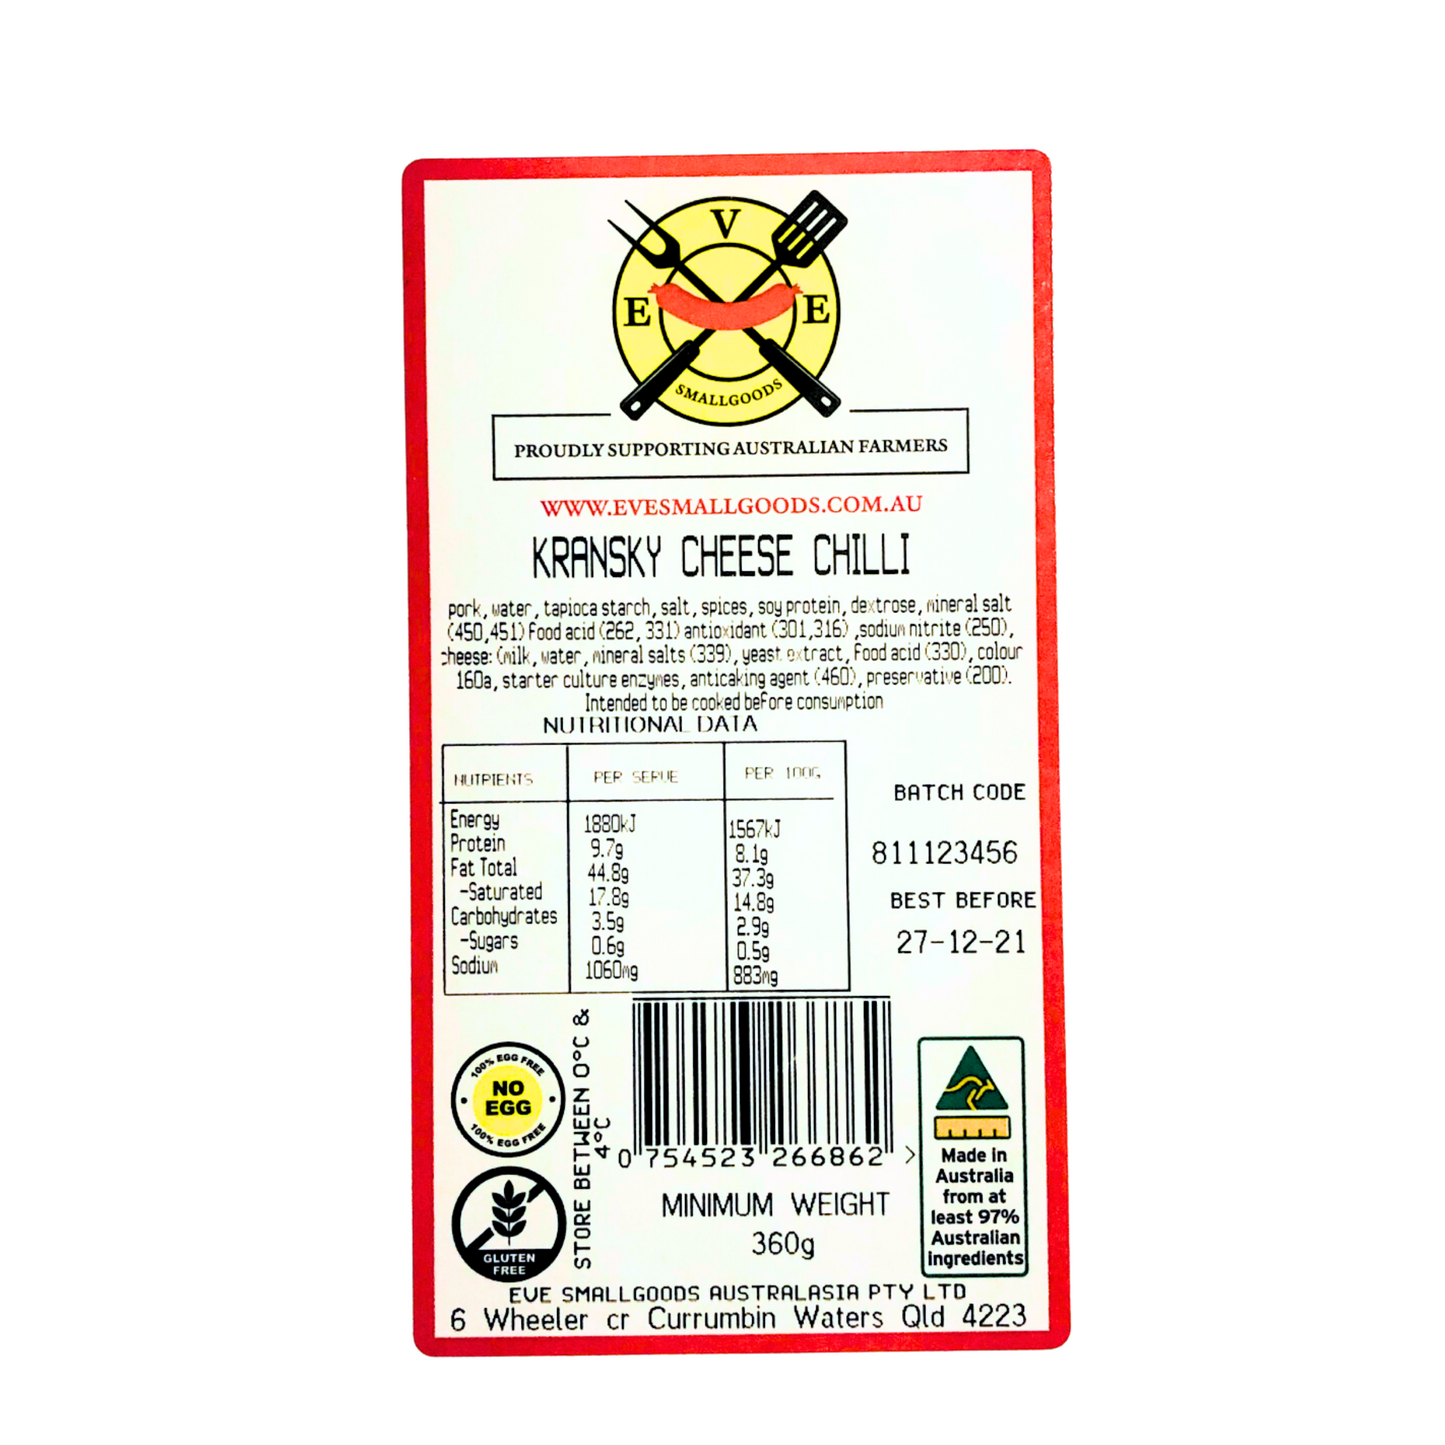 V
E E
SMALLGOODS
PROUDLY SUPPORTING AUSTRALIAN FARMERS
WWW.EVESMALLGOODS.COM.AU
KRANSKY CHEESE CHILLI
pork, water, tapioca starch, salt, spices, soy protein, dextrose, mineral salt
(450,451) Food acid (262, 331) antioxidant (301,316) ,sodium nitrite (250),
cheese: (milk, water, mineral salts (339), yeast extract, Food acid (330), colour
160a, starter culture enzymes, anticaking agent (460), preservative (200).
Intended to be cooked before consumption
NUTRITIONAL DATA
NUTRIENTS PER SERVE PER 100G
Energy 1880kJ 1567kJ
Protein 9.7g 8.1g
Fat Total 44.8g 37.3g
-Saturated 17.8g 14.8g
Carbohydrates 3.5g 2.9g
-Sugars 0.6g 0.5g
Sodium 1060mg 883mg
BATCH CODE
811123456
BEST BEFORE
27-12-21
100% EGG FREE
NO
EGG
100% EGG FREE
GLUTEN
FREE
STORE BETWEEN 0°C &
4°C
0 754523 266862 >
MINIMUM WEIGHT
360g
Made in
Australia
from at
least 97%
Australian
ingredients
EVE SMALLGOODS AUSTRALASIA PTY LTD
6 Wheeler cr Currumbin Waters Qld 4223